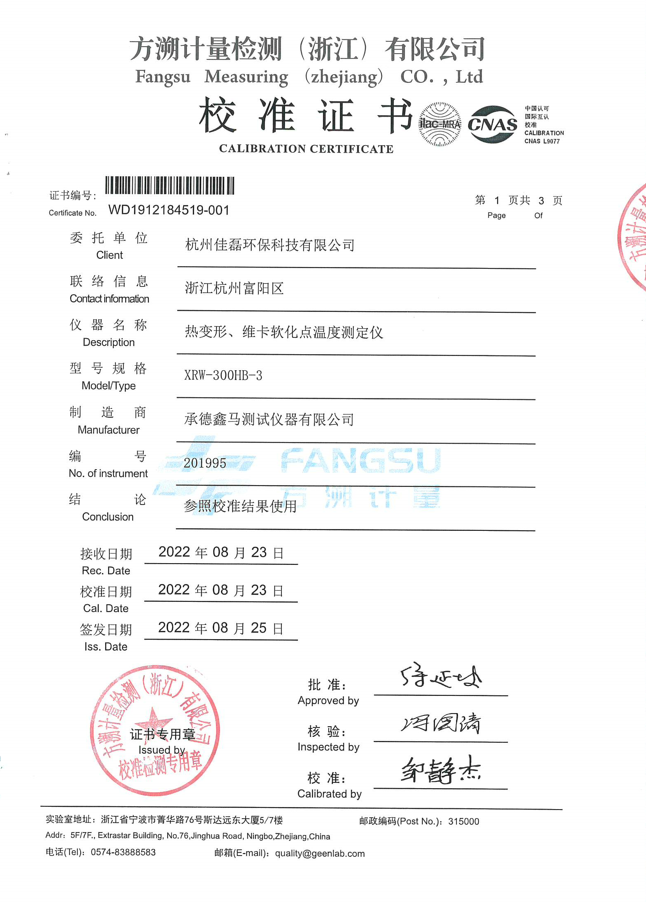 方溯计量检测（浙江）有限公司
Fangsu Measuring (zhejiang) CO. , Ltd
校准证书
CALIBRATION CERTIFICATE
ilac-MRA
CNAS
中国认可
国际互认
校准
CALIBRATION
CNAS L9077
证书编号:
Certificate No. WD1912184519-001
第 1 页共 3 页
Page Of
委托单位 杭州佳磊环保科技有限公司
Client
联络信息 浙江杭州富阳区
Contact information
仪器名称 热变形、维卡软化点温度测定仪
Description
型号规格 XRW-300HB-3
Model/Type
制造商 承德鑫马测试仪器有限公司
Manufacturer
编号 201995
No. of instrument
FANGSU
方溯计量
结论 参照校准结果使用
Conclusion
接收日期 2022 年 08 月 23 日
Rec. Date
校准日期 2022 年 08 月 23 日
Cal. Date
签发日期 2022 年 08 月 25 日
Iss. Date
方溯计量检测（浙江）有限公司
证书专用章
Issued by
校准检测专用章
批准:
Approved by
核验:
Inspected by
校准:
Calibrated by
邹静杰
实验室地址: 浙江省宁波市菁华路76号斯达远东大厦5/7楼
邮政编码(Post No.): 315000
Addr: 5F/7F., Extrastar Building, No.76,Jinghua Road, Ningbo,Zhejiang,China
电话(Tel): 0574-83888583
邮箱(E-mail): quality@geenlab.com